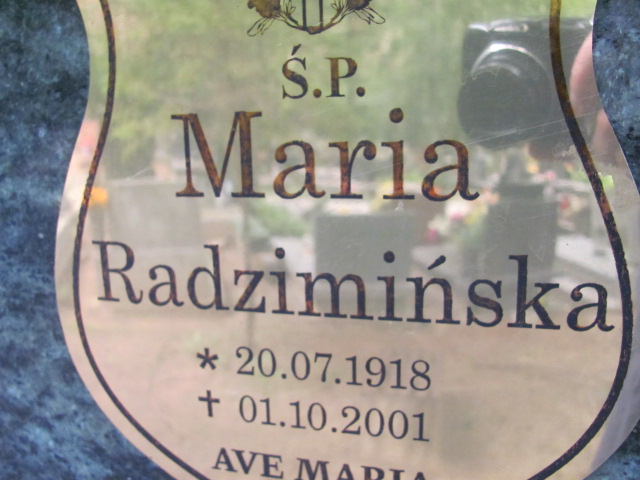 Ś.P.
Maria
Radzimińska
* 20.07.1918
✝ 01.10.2001
AVE MARIA